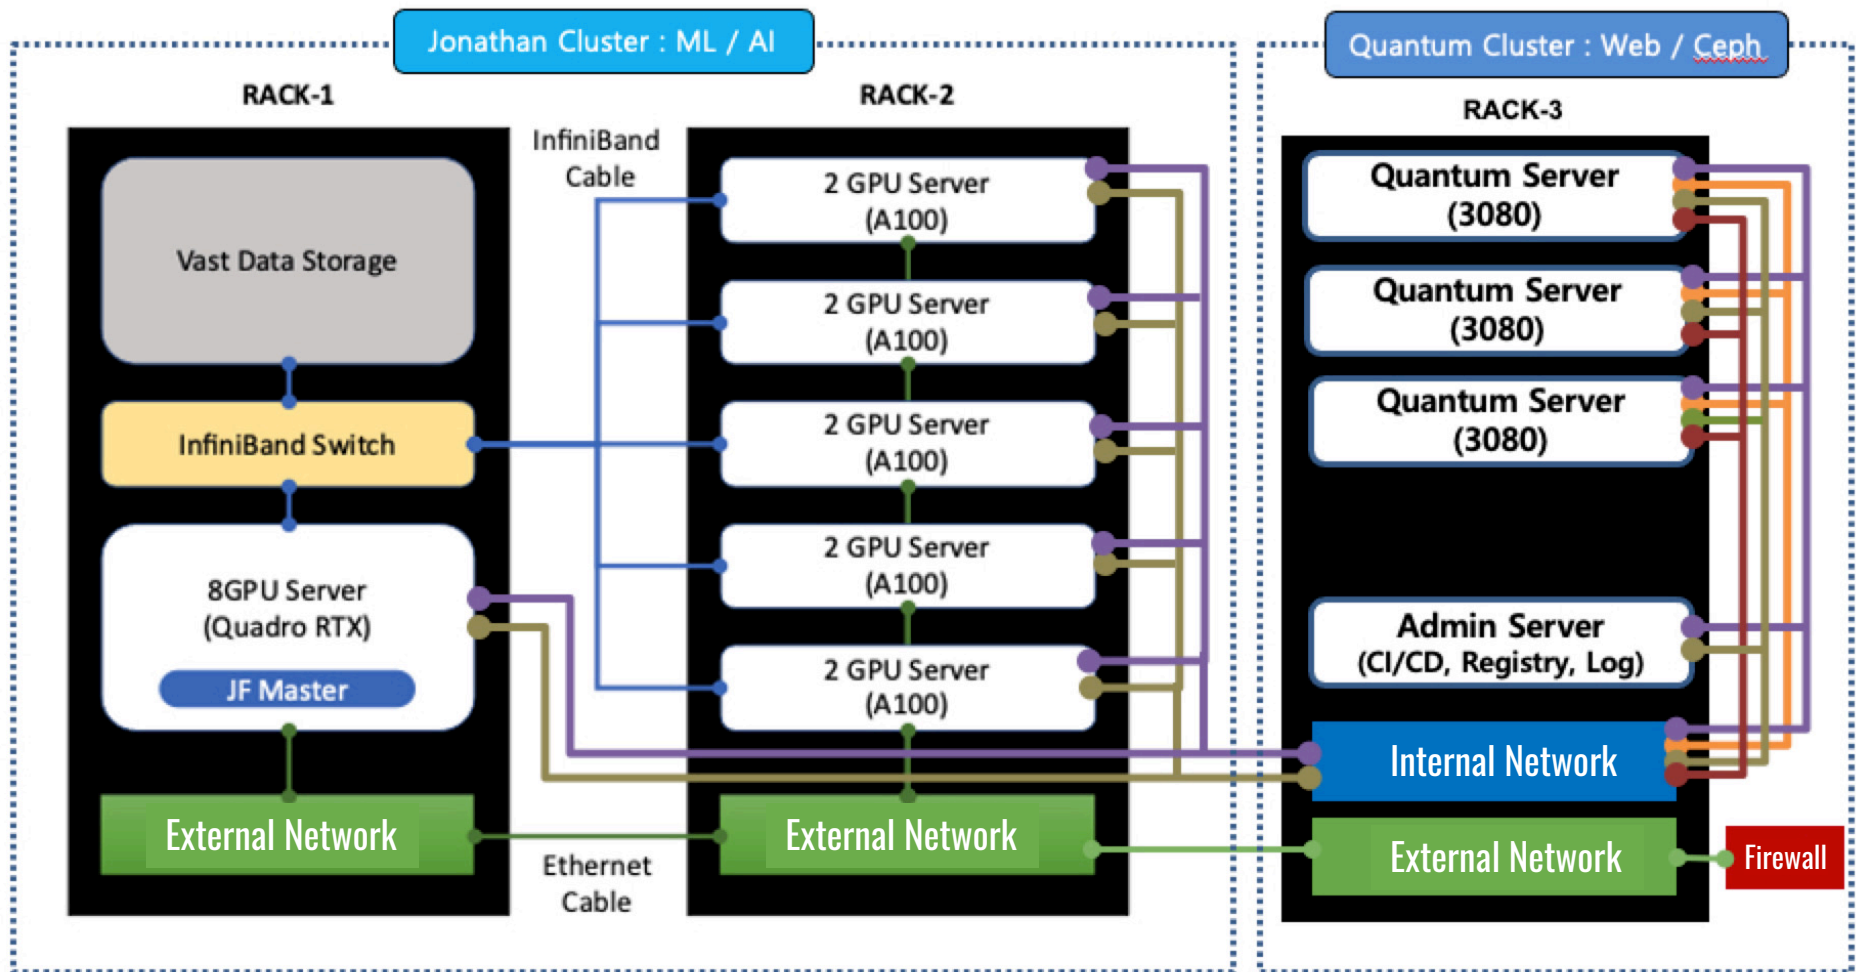 Jonathan Cluster : ML / AI
Quantum Cluster : Web / Ceph
RACK-1
RACK-2
RACK-3
InfiniBand
Cable
Vast Data Storage
InfiniBand Switch
8GPU Server
(Quadro RTX)
JF Master
External Network
Ethernet
Cable
2 GPU Server
(A100)
2 GPU Server
(A100)
2 GPU Server
(A100)
2 GPU Server
(A100)
2 GPU Server
(A100)
External Network
Quantum Server
(3080)
Quantum Server
(3080)
Quantum Server
(3080)
Admin Server
(CI/CD, Registry, Log)
Internal Network
External Network
Firewall